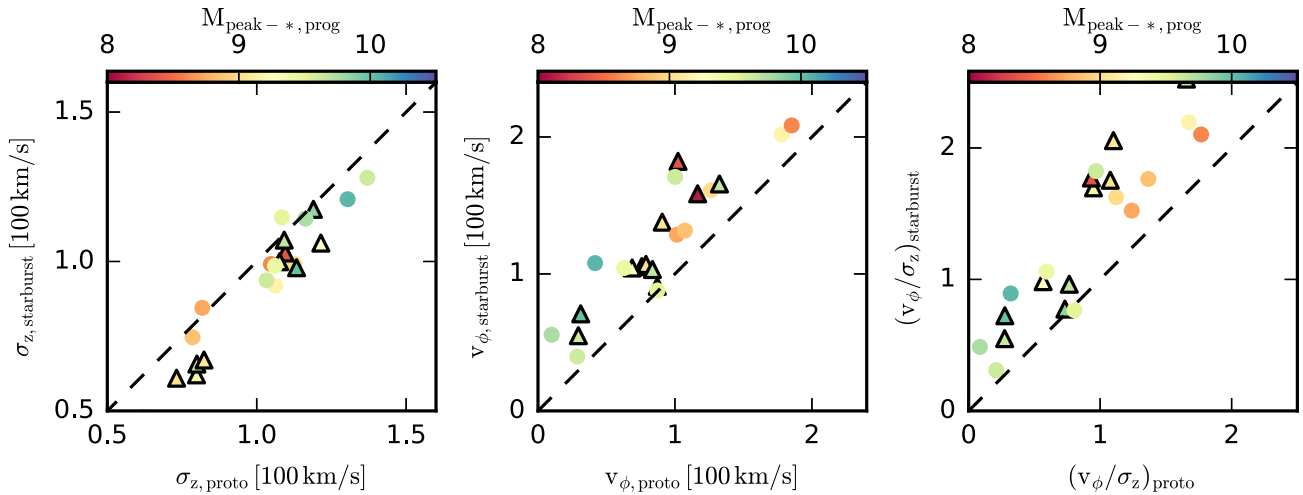 M_peak−*,prog
8 9 10
σ_z,starburst [100 km/s]
1.5
1.0
0.5
0.5 1.0 1.5
σ_z,proto [100 km/s]
M_peak−*,prog
8 9 10
v_ϕ,starburst [100 km/s]
2
1
0
0 1 2
v_ϕ,proto [100 km/s]
M_peak−*,prog
8 9 10
(v_ϕ/σ_z)_starburst
2
1
0
0 1 2
(v_ϕ/σ_z)_proto